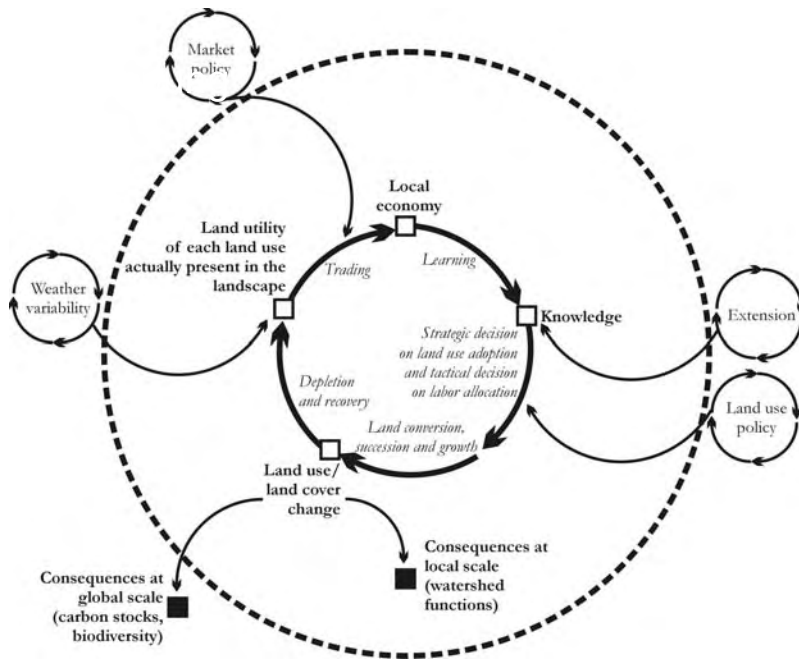 Market
policy
Local
economy
Land utility
of each land use
actually present in the
landscape
Trading
Learning
Weather
variability
Knowledge
Extension
Strategic decision
on land use adoption
and tactical decision
on labor allocation
Depletion
and recovery
Land use
policy
Land conversion,
succession and growth
Land use/
land cover
change
Consequences at
local scale
(watershed
functions)
Consequences at
global scale
(carbon stocks,
biodiversity)